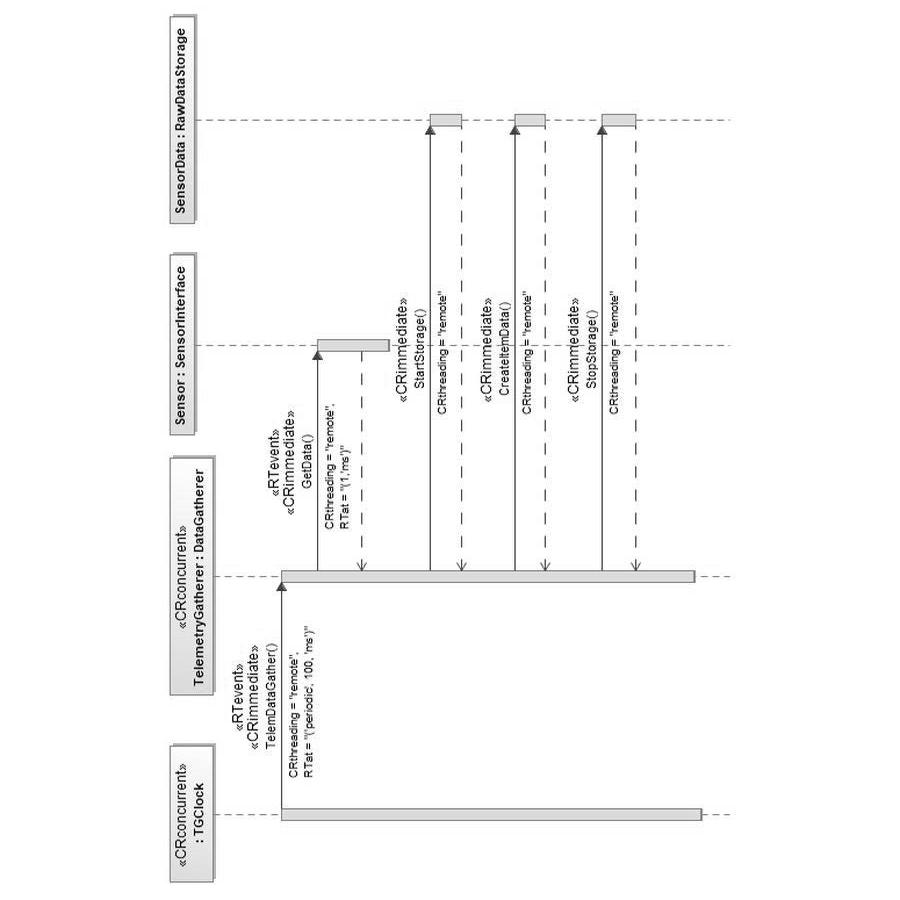 «CRconcurrent»
: TGClock
«CRconcurrent»
TelemetryGatherer : DataGatherer
Sensor : SensorInterface
SensorData : RawDataStorage
«RTevent»
«CRimmediate»
TelemDataGather()
CRthreading = "remote",
RTat = "('periodic', 100, 'ms')"
«RTevent»
«CRimmediate»
GetData()
CRthreading = "remote",
RTat = "(1,'ms')"
«CRimmediate»
StartStorage()
CRthreading = "remote"
«CRimmediate»
CreateItemData()
CRthreading = "remote"
«CRimmediate»
StopStorage()
CRthreading = "remote"